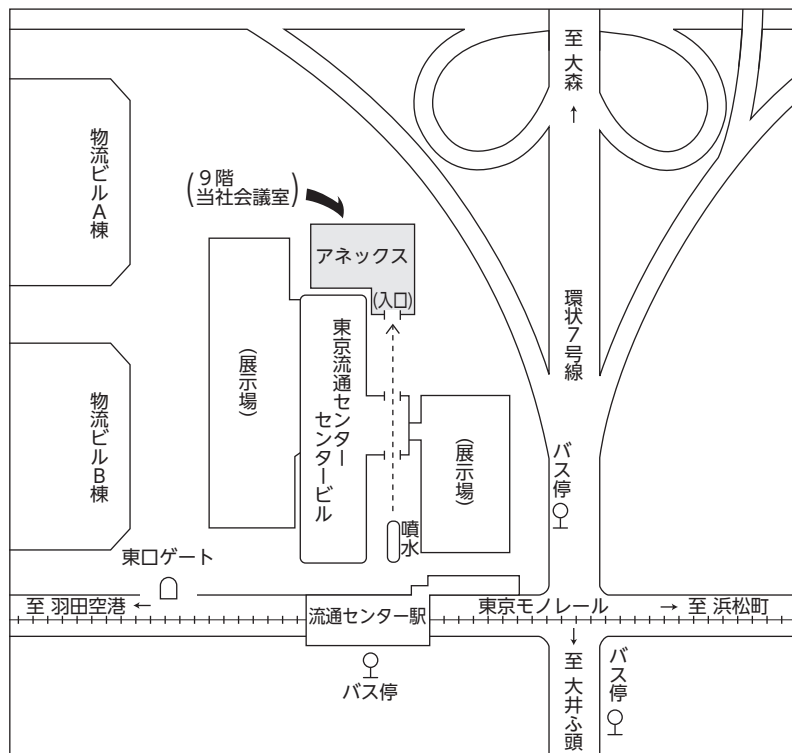 至 大森
↑
物流ビルA棟
(9階
当社会議室)
アネックス
(入口)
環状7号線
(展示場)
東京流通センター
センタービル
物流ビルB棟
(展示場)
バス停
噴水
東口ゲート
至 羽田空港 ←
流通センター駅
東京モノレール
→ 至 浜松町
バス停
↓
至 大井ふ頭
バス停